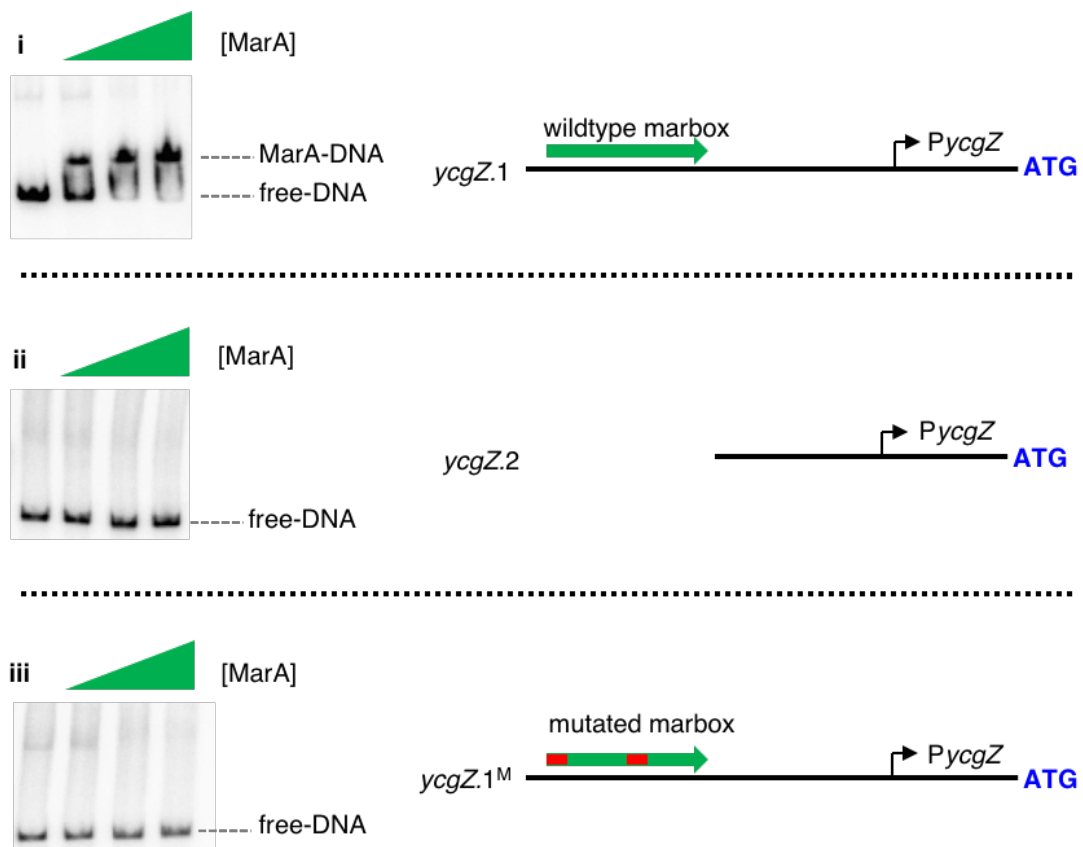 i [MarA]
wildtype marbox
MarA-DNA
PycgZ
ycgZ.1 ATG
free-DNA
ii [MarA]
PycgZ
ycgZ.2 ATG
free-DNA
iii [MarA]
mutated marbox
PycgZ
ycgZ.1ᴹ ATG
free-DNA